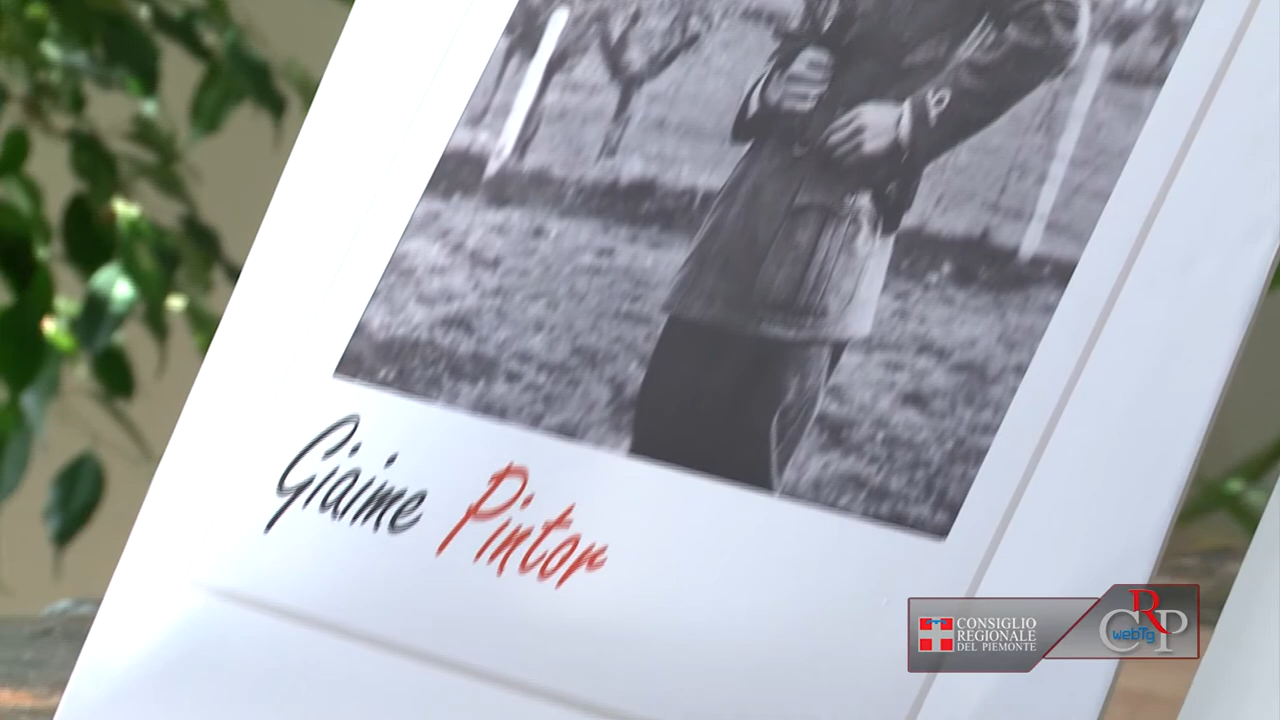 Giaime Pintor
CONSIGLIO
REGIONALE
DEL PIEMONTE
CRP
webTg